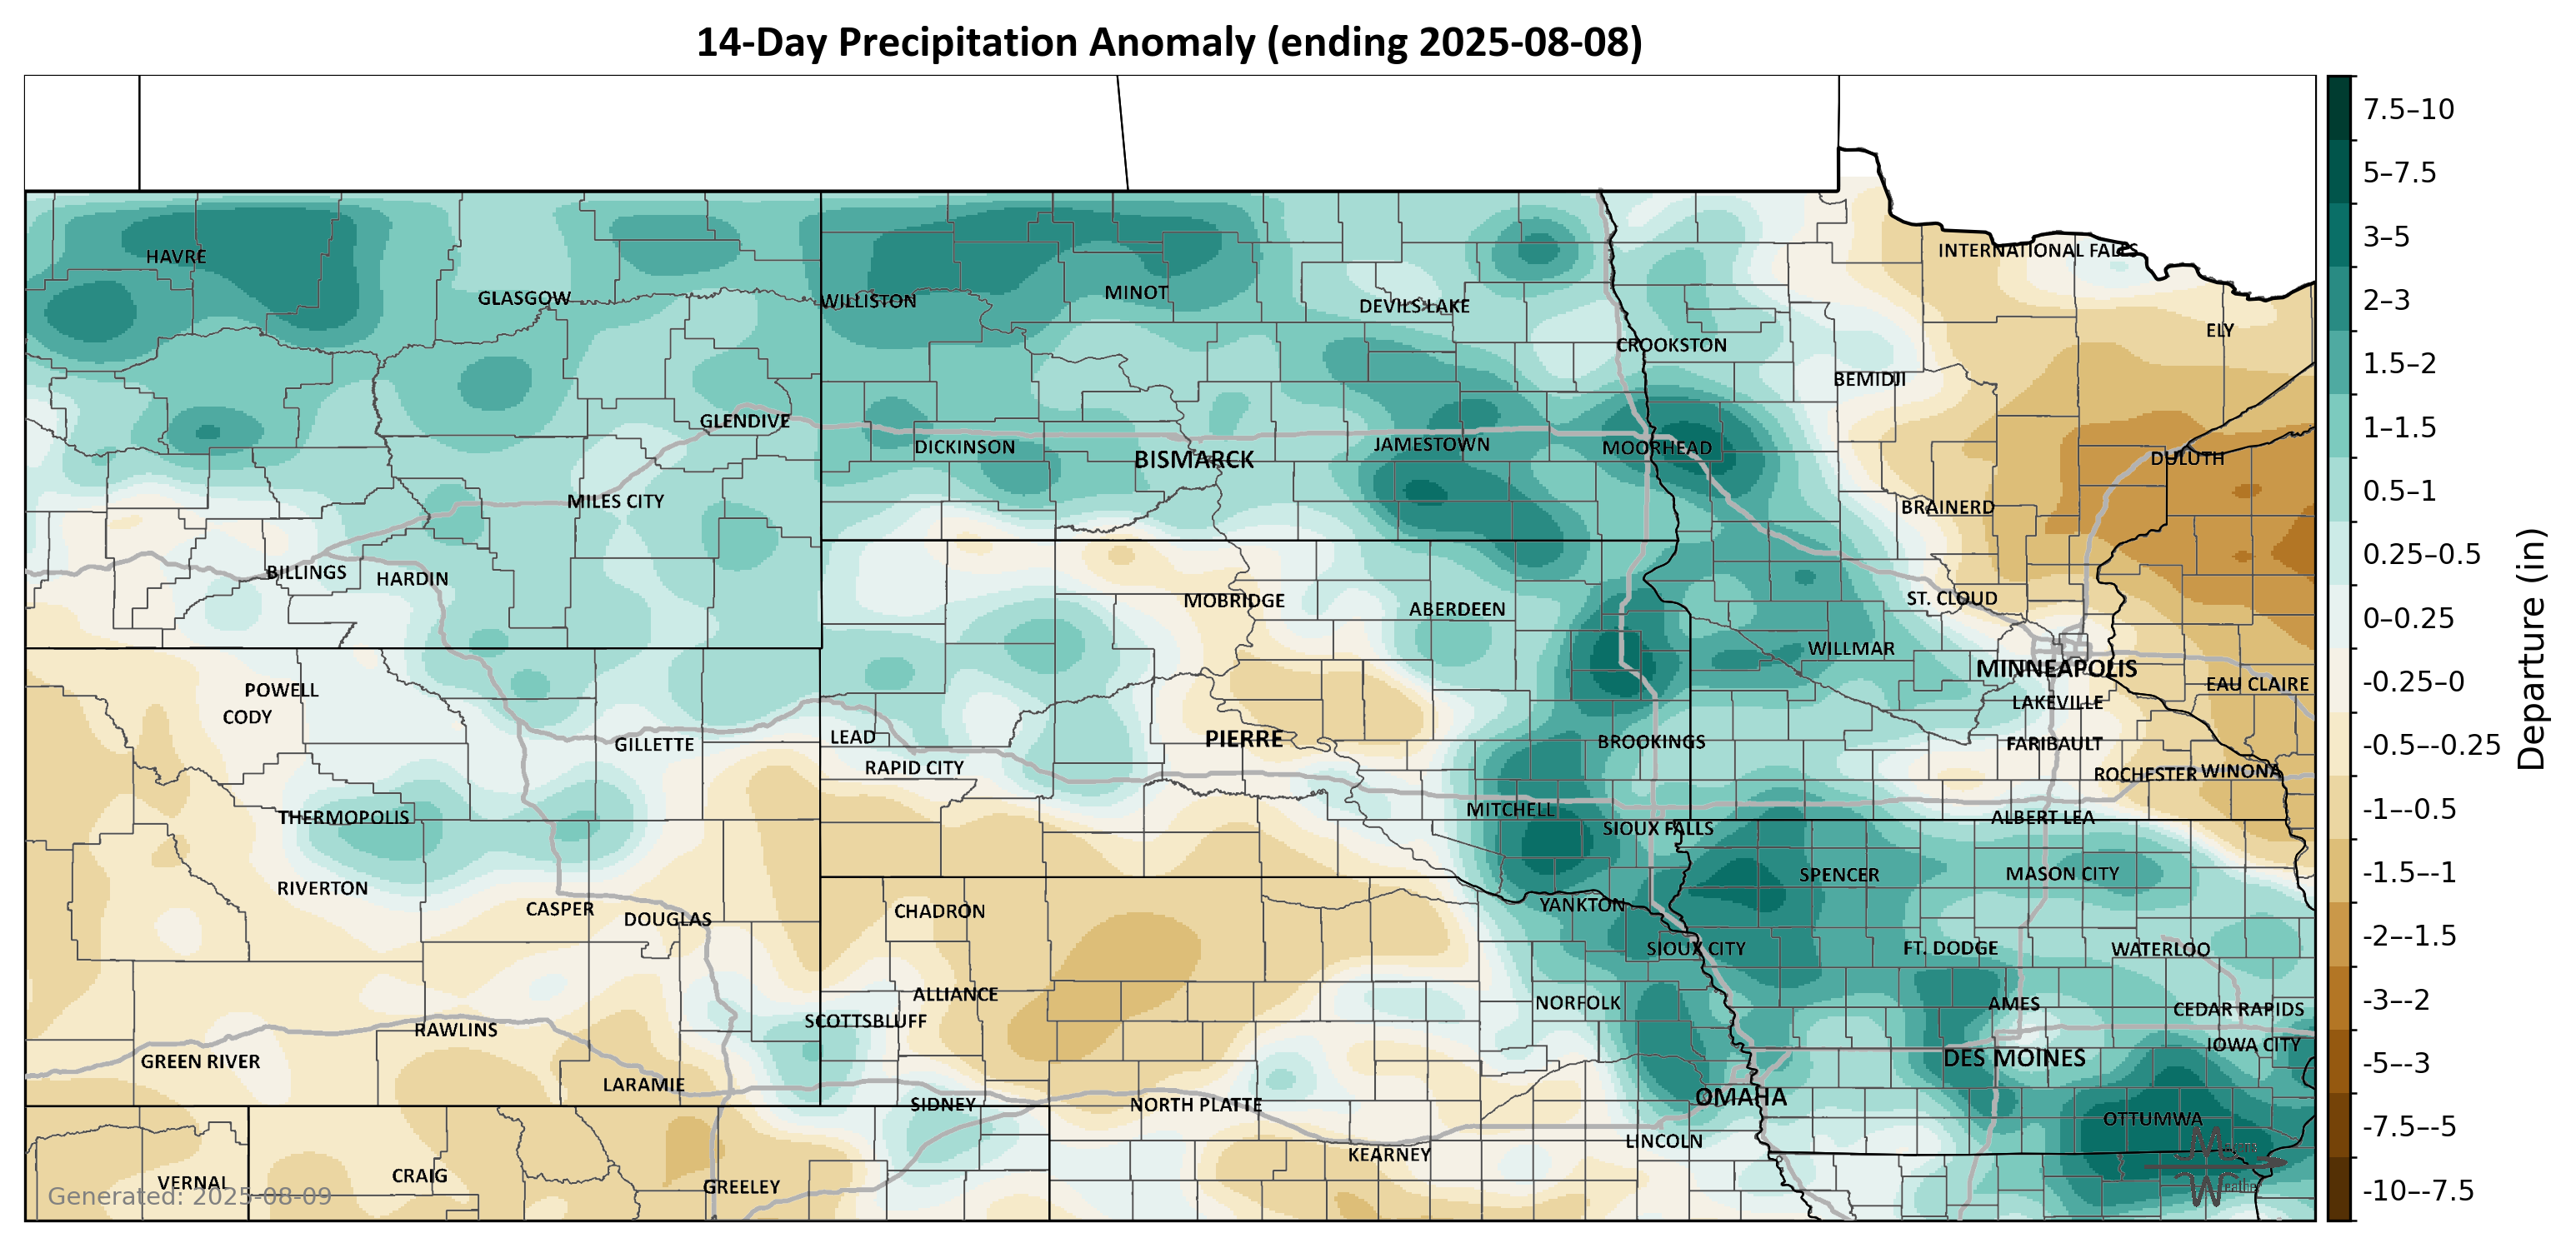 14-Day Precipitation Anomaly (ending 2025-08-08)
HAVRE
GLASGOW
WILLISTON
MINOT
DEVILS LAKE
CROOKSTON
INTERNATIONAL FALLS
ELY
BEMIDJI
GLENDIVE
DICKINSON
BISMARCK
JAMESTOWN
MOORHEAD
DULUTH
MILES CITY
BRAINERD
BILLINGS
HARDIN
MOBRIDGE
ABERDEEN
ST. CLOUD
WILLMAR
MINNEAPOLIS
EAU CLAIRE
POWELL
CODY
LAKEVILLE
GILLETTE
LEAD
RAPID CITY
PIERRE
BROOKINGS
FARIBAULT
ROCHESTER
WINONA
THERMOPOLIS
MITCHELL
SIOUX FALLS
ALBERT LEA
RIVERTON
SPENCER
MASON CITY
CASPER
DOUGLAS
CHADRON
YANKTON
SIOUX CITY
FT. DODGE
WATERLOO
ALLIANCE
NORFOLK
AMES
CEDAR RAPIDS
SCOTTSBLUFF
RAWLINS
GREEN RIVER
DES MOINES
IOWA CITY
LARAMIE
SIDNEY
NORTH PLATTE
OMAHA
OTTUMWA
LINCOLN
KEARNEY
VERNAL
CRAIG
GREELEY
Generated: 2025-08-09
7.5–10
5–7.5
3–5
2–3
1.5–2
1–1.5
0.5–1
0.25–0.5
0–0.25
-0.25–0
-0.5–-0.25
-1–-0.5
-1.5–-1
-2–-1.5
-3–-2
-5–-3
-7.5–-5
-10–-7.5
Departure (in)